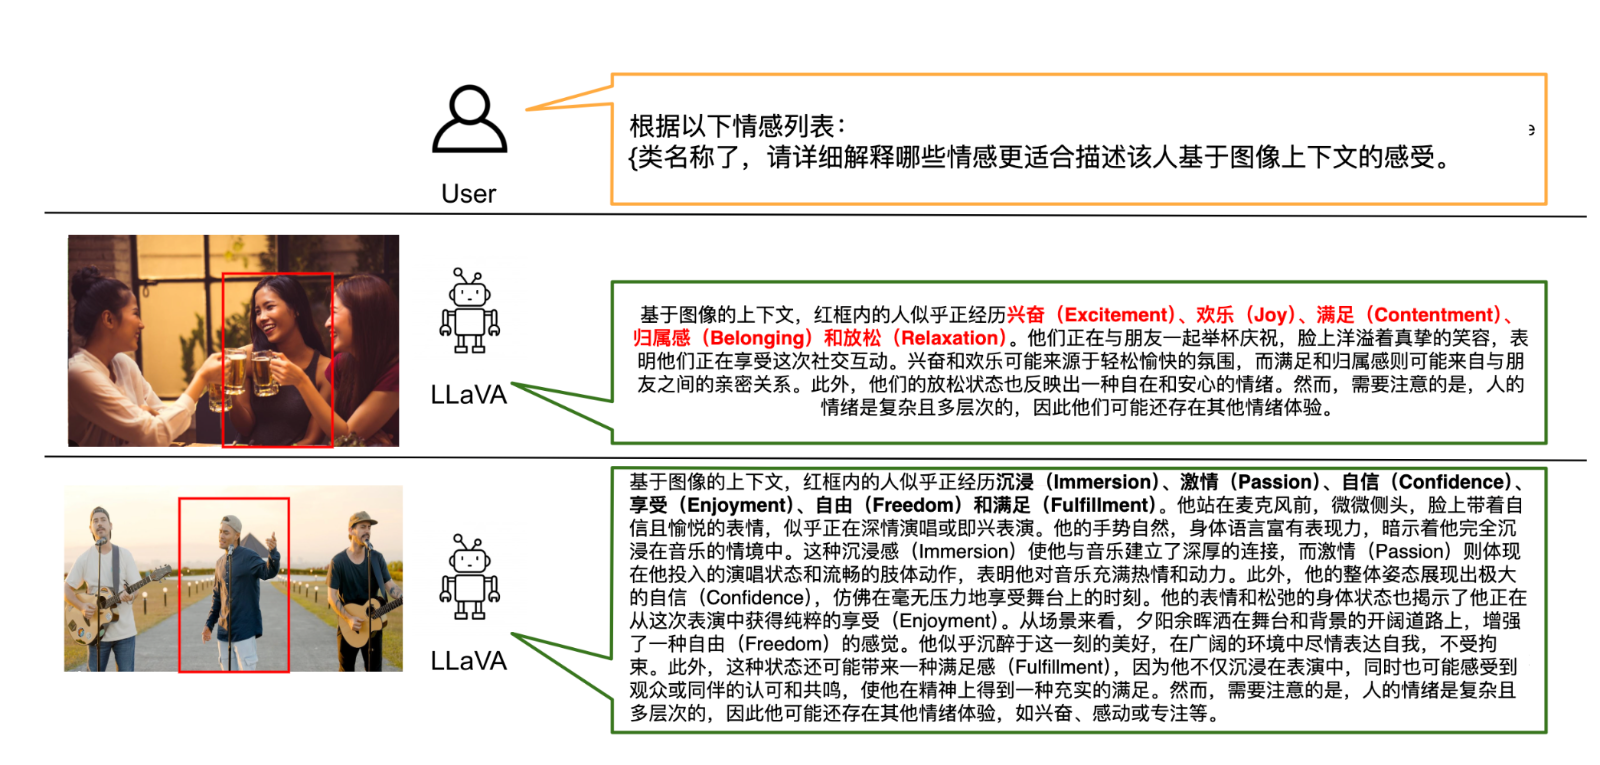 根据以下情感列表：
e
{类名称了，请详细解释哪些情感更适合描述该人基于图像上下文的感受。
User
基于图像的上下文，红框内的人似乎正经历兴奋（Excitement）、欢乐（Joy）、满足（Contentment）、
归属感（Belonging）和放松（Relaxation）。他们正在与朋友一起举杯庆祝，脸上洋溢着真挚的笑容，表
明他们正在享受这次社交互动。兴奋和欢乐可能来源于轻松愉快的氛围，而满足和归属感则可能来自与朋
友之间的亲密关系。此外，他们的放松状态也反映出一种自在和安心的情绪。然而，需要注意的是，人的
情绪是复杂且多层次的，因此他们可能还存在其他情绪体验。
LLaVA
基于图像的上下文，红框内的人似乎正经历沉浸（Immersion）、激情（Passion）、自信（Confidence）、
享受（Enjoyment）、自由（Freedom）和满足（Fulfillment）。他站在麦克风前，微微侧头，脸上带着自
信且愉悦的表情，似乎正在深情演唱或即兴表演。他的手势自然，身体语言富有表现力，暗示着他完全沉
浸在音乐的情境中。这种沉浸感（Immersion）使他与音乐建立了深厚的连接，而激情（Passion）则体现
在他投入的演唱状态和流畅的肢体动作，表明他对音乐充满热情和动力。此外，他的整体姿态展现出极大
的自信（Confidence），仿佛在毫无压力地享受舞台上的时刻。他的表情和松弛的身体状态也揭示了他正在
从这次表演中获得纯粹的享受（Enjoyment）。从场景来看，夕阳余晖洒在舞台和背景的开阔道路上，增强
了一种自由（Freedom）的感觉。他似乎沉醉于这一刻的美好，在广阔的环境中尽情表达自我，不受拘
束。此外，这种状态还可能带来一种满足感（Fulfillment），因为他不仅沉浸在表演中，同时也可能感受到
观众或同伴的认可和共鸣，使他在精神上得到一种充实的满足。然而，需要注意的是，人的情绪是复杂且
多层次的，因此他可能还存在其他情绪体验，如兴奋、感动或专注等。
LLaVA